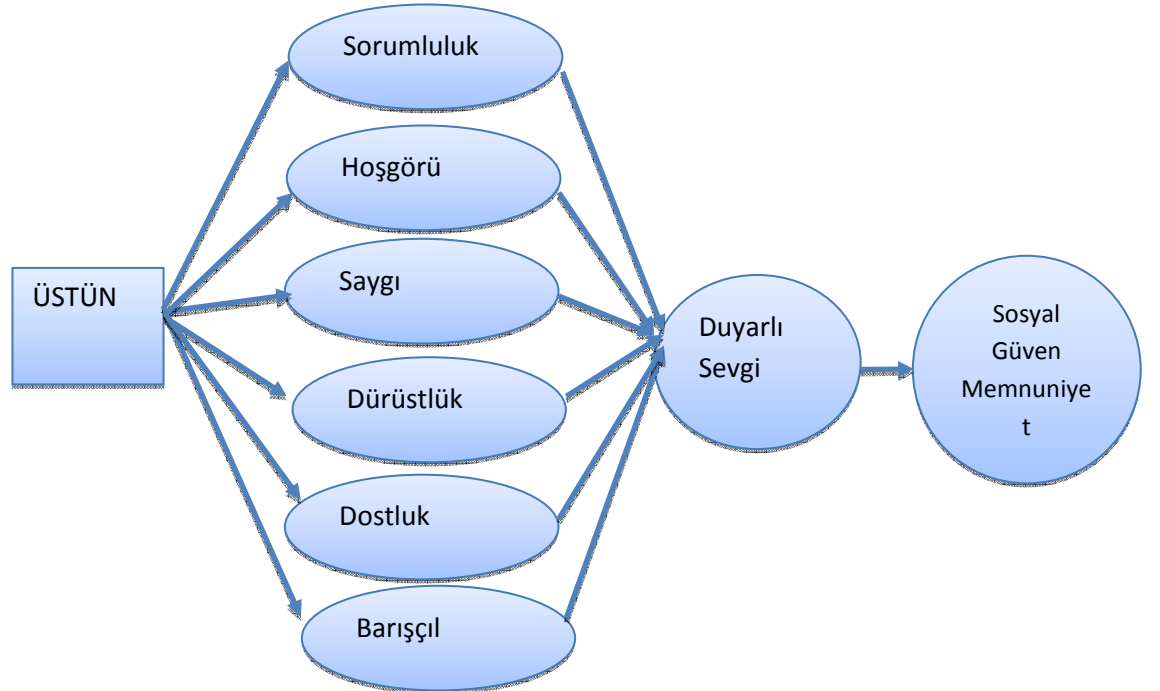 Sorumluluk
Hoşgörü
Saygı
ÜSTÜN
Dürüstlük
Dostluk
Barışçıl
Duyarlı
Sevgi
Sosyal
Güven
Memnuniye
t